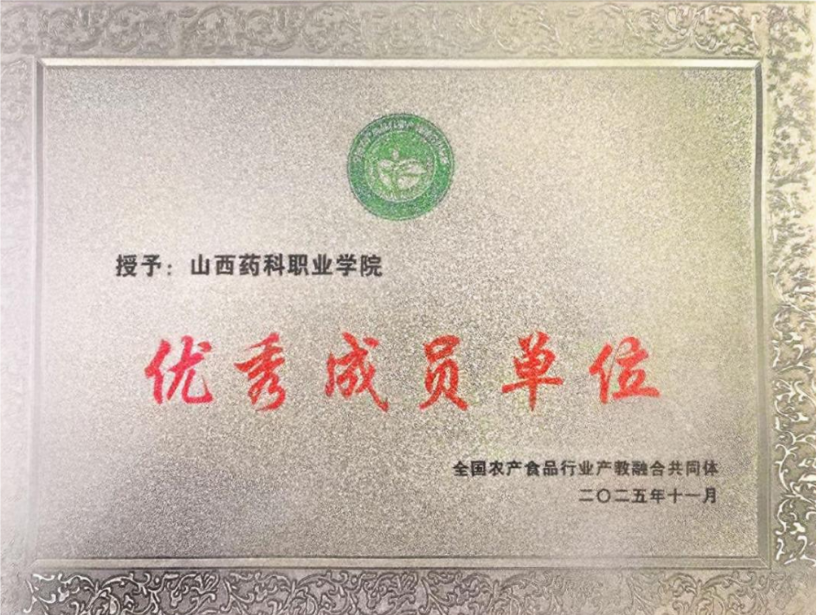 授予：山西药科职业学院
优秀成员单位
全国农产食品行业产教融合共同体
二〇二五年十一月